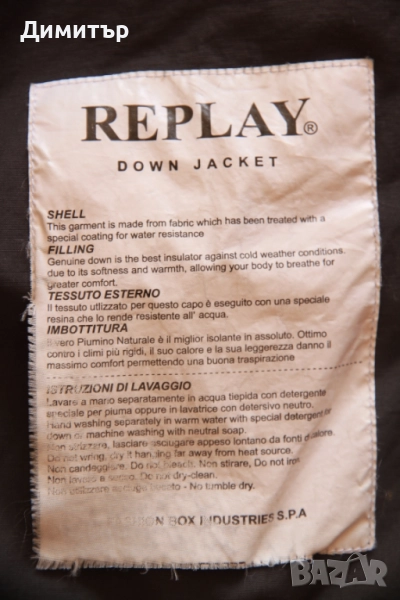 Димитър
REPLAY®
DOWN JACKET
SHELL
This garment is made from fabric which has been treated with a
special coating for water resistance
FILLING
Genuine down is the best insulator against cold weather conditions
due to its softness and warmth, allowing your body to breathe for
greater comfort.
TESSUTO ESTERNO
Il tessuto utlizzato per questo capo è eseguito con una speciale
resina che lo rende 'resistente all' acqua.
IMBOTTITURA
Il vero Piumino Naturale è il miglior isolante in assoluto. Ottimo
contro i climi più rigidi, il suo calore e la sua leggerezza danno il
massimo comfort permettendo una buona traspirazione
ISTRUZIONI DI LAVAGGIO
Lavare a mano separatamente in acqua tiepida con detergente
speciale per piuma oppure in lavatrice con detersivo neutro.
Hand washing separately in warm water with special detergent
down or machine washing with neutral soap.
Non strizzare, lasciare asciugare appeso lontano da fonti di calore.
Do not wring, dry it hanging far away from heat source.
Non candeggiare. Do not bleach. Non stirare, Do not iron
Non lavare a secco. Do not dry-clean.
Non asciugare - No tumble dry.
FASHION BOX INDUSTRIES S.P.A
BAZAR